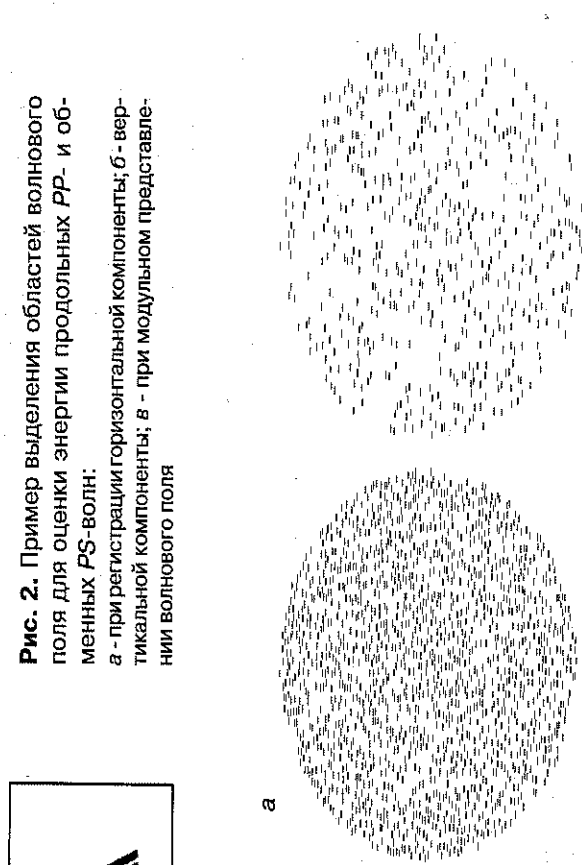 Рис. 2. Пример выделения областей волнового
поля для оценки энергии продольных PP- и об-
менных PS-волн:
а - при регистрации горизонтальной компоненты; б - вер-
тикальной компоненты; в - при модульном представле-
нии волнового поля
а